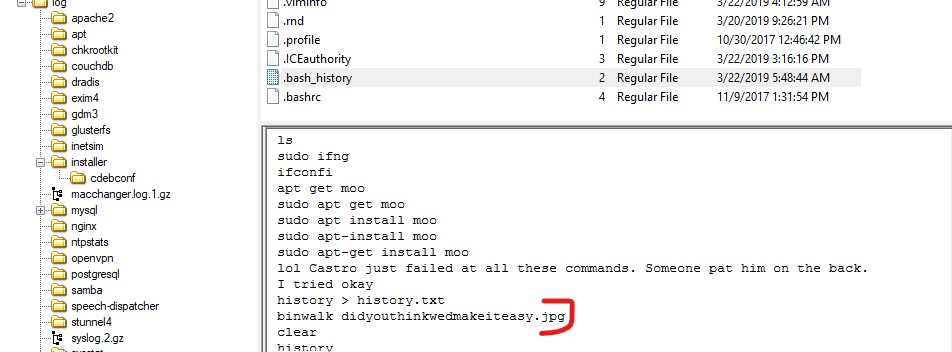 log
apache2
apt
chkrootkit
couchdb
dradis
exim4
gdm3
glusterfs
inetsim
installer
cdebconf
macchanger.log.1.gz
mysql
nginx
ntpstats
openvpn
postgresql
samba
speech-dispatcher
stunnel4
syslog.2.gz
.viminfo 9 Regular File 3/22/2019 4:12:59 AM
.rnd 1 Regular File 3/20/2019 9:26:21 PM
.profile 1 Regular File 10/30/2017 12:46:42 PM
.ICEauthority 3 Regular File 3/22/2019 3:16:16 PM
.bash_history 2 Regular File 3/22/2019 5:48:44 AM
.bashrc 4 Regular File 11/9/2017 1:31:54 PM
ls
sudo ifng
ifconfi
apt get moo
sudo apt get moo
sudo apt install moo
sudo apt-install moo
sudo apt-get install moo
lol Castro just failed at all these commands. Someone pat him on the back.
I tried okay
history > history.txt
binwalk didyouthinkwedmakeiteasy.jpg
clear
history